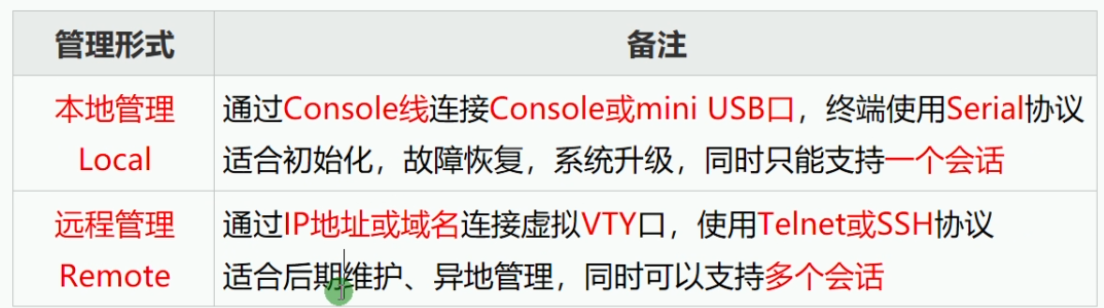 管理形式
备注
本地管理
Local
通过Console线连接Console或mini USB口，终端使用Serial协议
适合初始化，故障恢复，系统升级，同时只能支持一个会话
远程管理
Remote
通过IP地址或域名连接虚拟VTY口，使用Telnet或SSH协议
适合后期维护、异地管理，同时可以支持多个会话